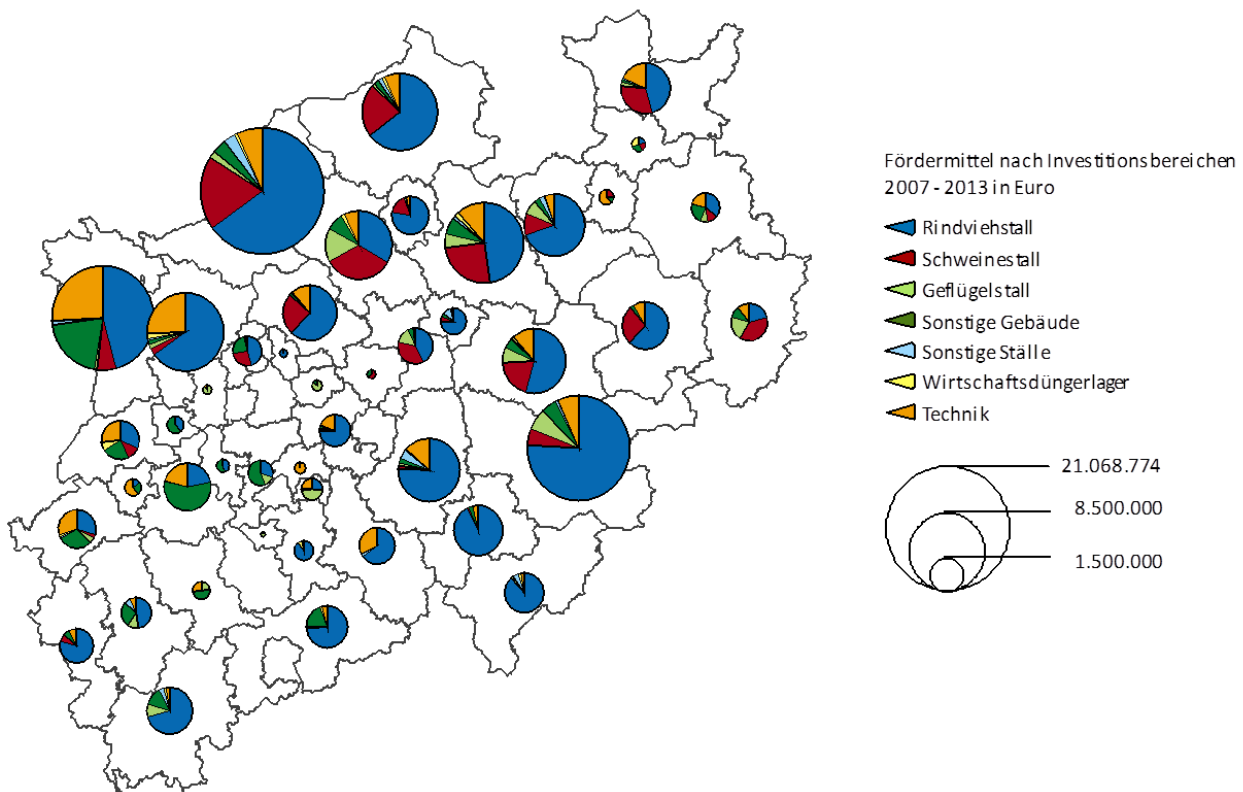 Fördermittel nach Investitionsbereichen
2007 - 2013 in Euro
Rindviehstall
Schweinestall
Geflügelstall
Sonstige Gebäude
Sonstige Ställe
Wirtschaftsdüngerlager
Technik
21.068.774
8.500.000
1.500.000